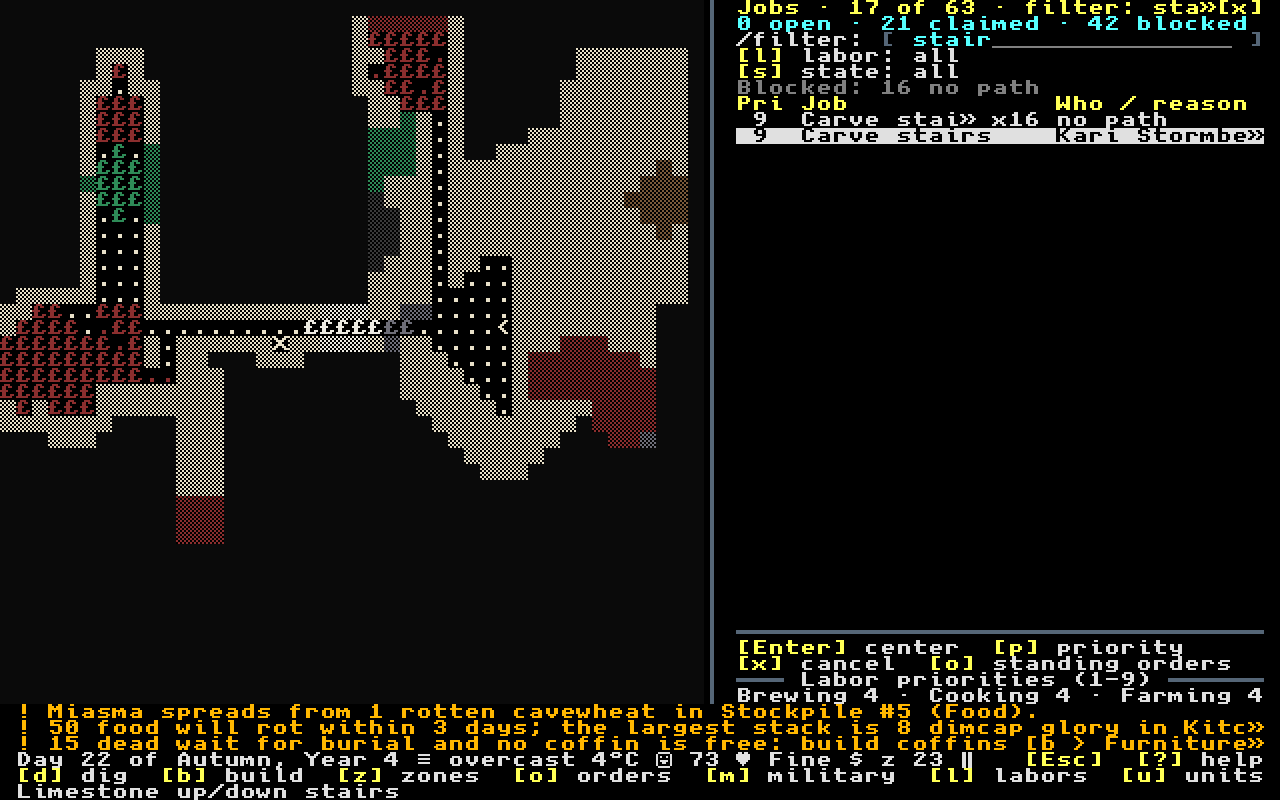 Jobs · 17 of 63 · filter: sta»[x]
0 open · 21 claimed · 42 blocked
/filter: [ stair_______________ ]
[l] labor: all
[s] state: all
Blocked: 16 no path
Pri Job Who / reason
9 Carve stai» x16 no path
9 Carve stairs Kari Stormbe»
[Enter] center [p] priority
[x] cancel [o] standing orders
Labor priorities (1-9)
Brewing 4 · Cooking 4 · Farming 4
! Miasma spreads from 1 rotten cavewheat in Stockpile #5 (Food).
! 50 food will rot within 3 days; the largest stack is 8 dimcap glory in Kitc»
! 15 dead wait for burial and no coffin is free: build coffins [b > Furniture»
Day 22 of Autumn, Year 4 ≡ overcast 4°C ☺ 73 ♥ Fine $ z 23 [Esc] [?] help
[d] dig [b] build [z] zones [o] orders [m] military [l] labors [u] units
Limestone up/down stairs